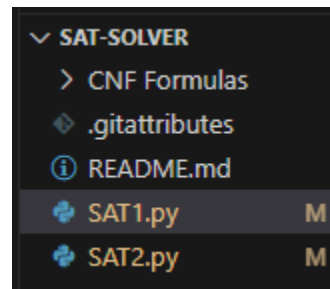 SAT-SOLVER
CNF Formulas
.gitattributes
README.md
SAT1.py M
SAT2.py M